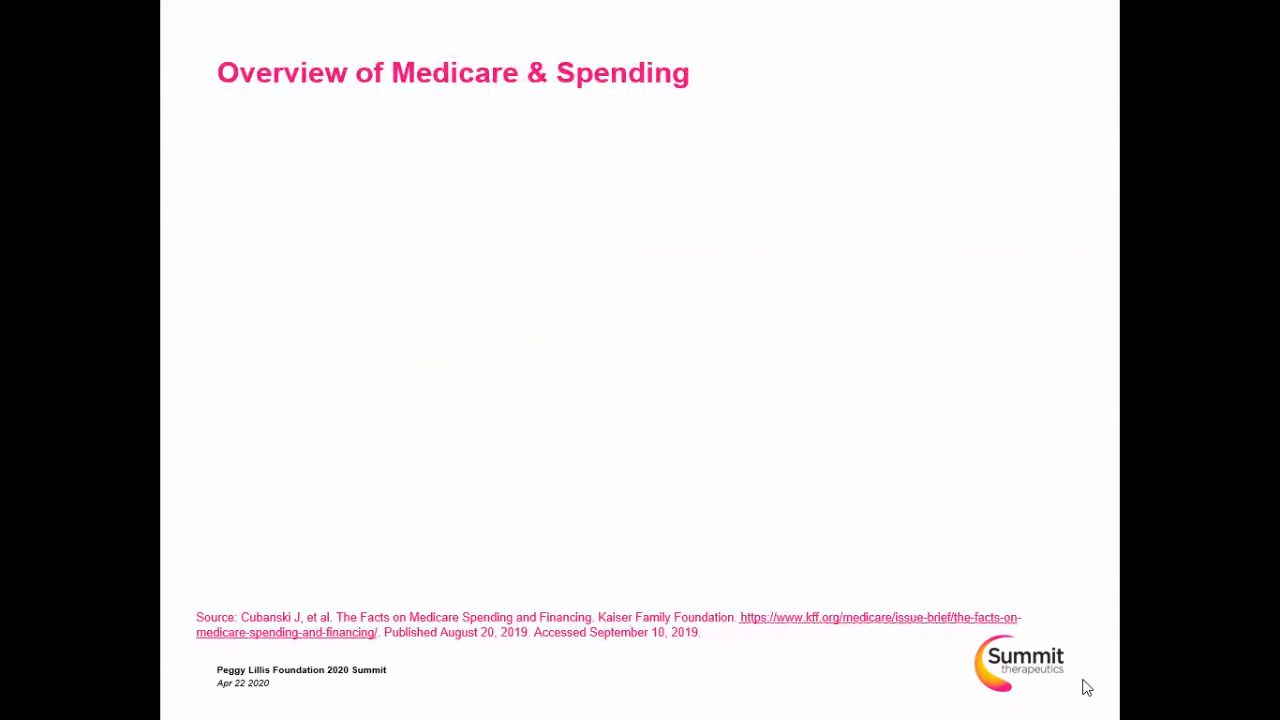 Overview of Medicare & Spending
Source: Cubanski J, et al. The Facts on Medicare Spending and Financing. Kaiser Family Foundation. https://www.kff.org/medicare/issue-brief/the-facts-on-
medicare-spending-and-financing/. Published August 20, 2019. Accessed September 10, 2019.
Peggy Lillis Foundation 2020 Summit
Apr 22 2020
Summit
therapeutics